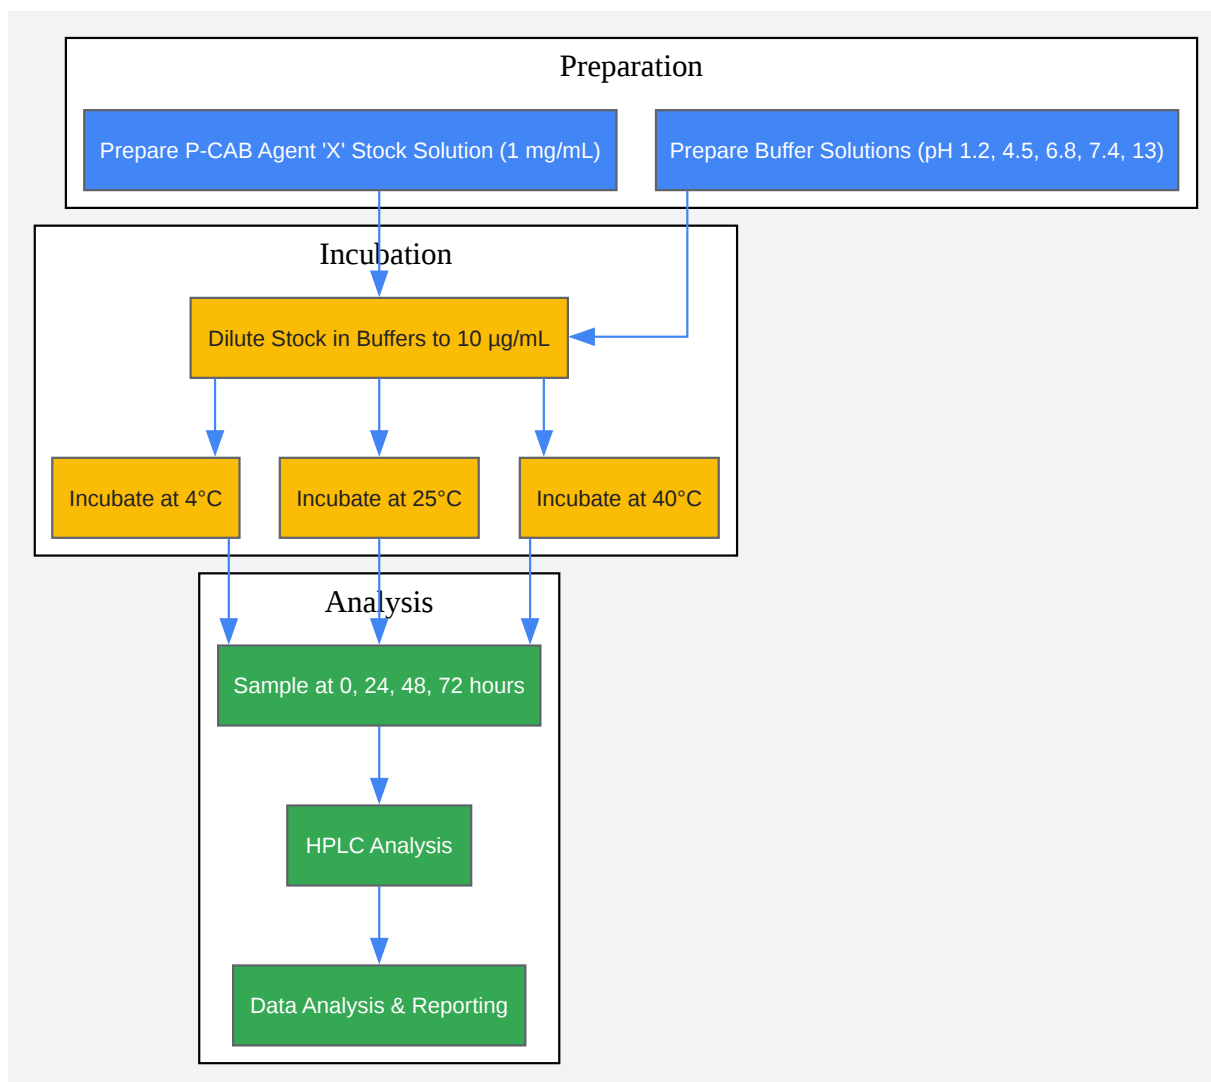 Preparation
Prepare P-CAB Agent 'X' Stock Solution (1 mg/mL)
Prepare Buffer Solutions (pH 1.2, 4.5, 6.8, 7.4, 13)
Incubation
Dilute Stock in Buffers to 10 µg/mL
Incubate at 4°C
Incubate at 25°C
Incubate at 40°C
Analysis
Sample at 0, 24, 48, 72 hours
HPLC Analysis
Data Analysis & Reporting